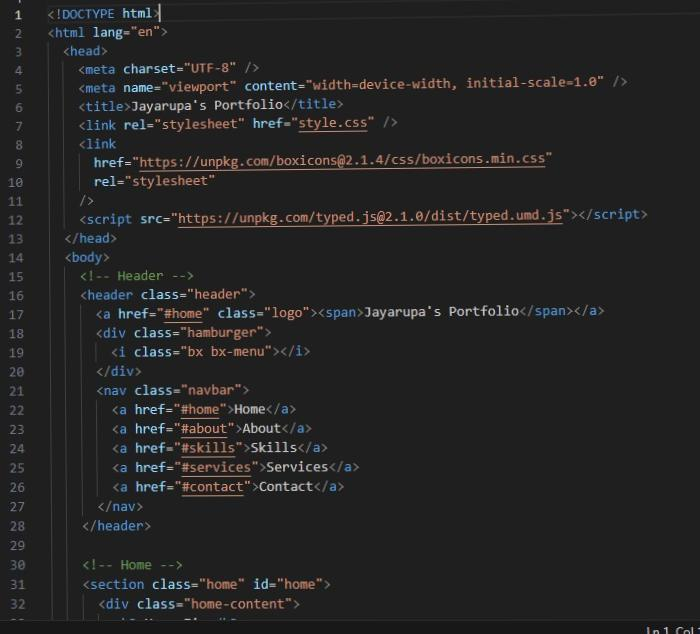 1 <!DOCTYPE html>
2 <html lang="en">
3 <head>
4 <meta charset="UTF-8" />
5 <meta name="viewport" content="width=device-width, initial-scale=1.0" />
6 <title>Jayarupa's Portfolio</title>
7 <link rel="stylesheet" href="style.css" />
8 <link
9 href="https://unpkg.com/boxicons@2.1.4/css/boxicons.min.css"
10 rel="stylesheet"
11 />
12 <script src="https://unpkg.com/typed.js@2.1.0/dist/typed.umd.js"></script>
13 </head>
14 <body>
15 <!-- Header -->
16 <header class="header">
17 <a href="#home" class="logo"><span>Jayarupa's Portfolio</span></a>
18 <div class="hamburger">
19 <i class="bx bx-menu"></i>
20 </div>
21 <nav class="navbar">
22 <a href="#home">Home</a>
23 <a href="#about">About</a>
24 <a href="#skills">Skills</a>
25 <a href="#services">Services</a>
26 <a href="#contact">Contact</a>
27 </nav>
28 </header>
29
30 <!-- Home -->
31 <section class="home" id="home">
32 <div class="home-content">
Ln 1 Col